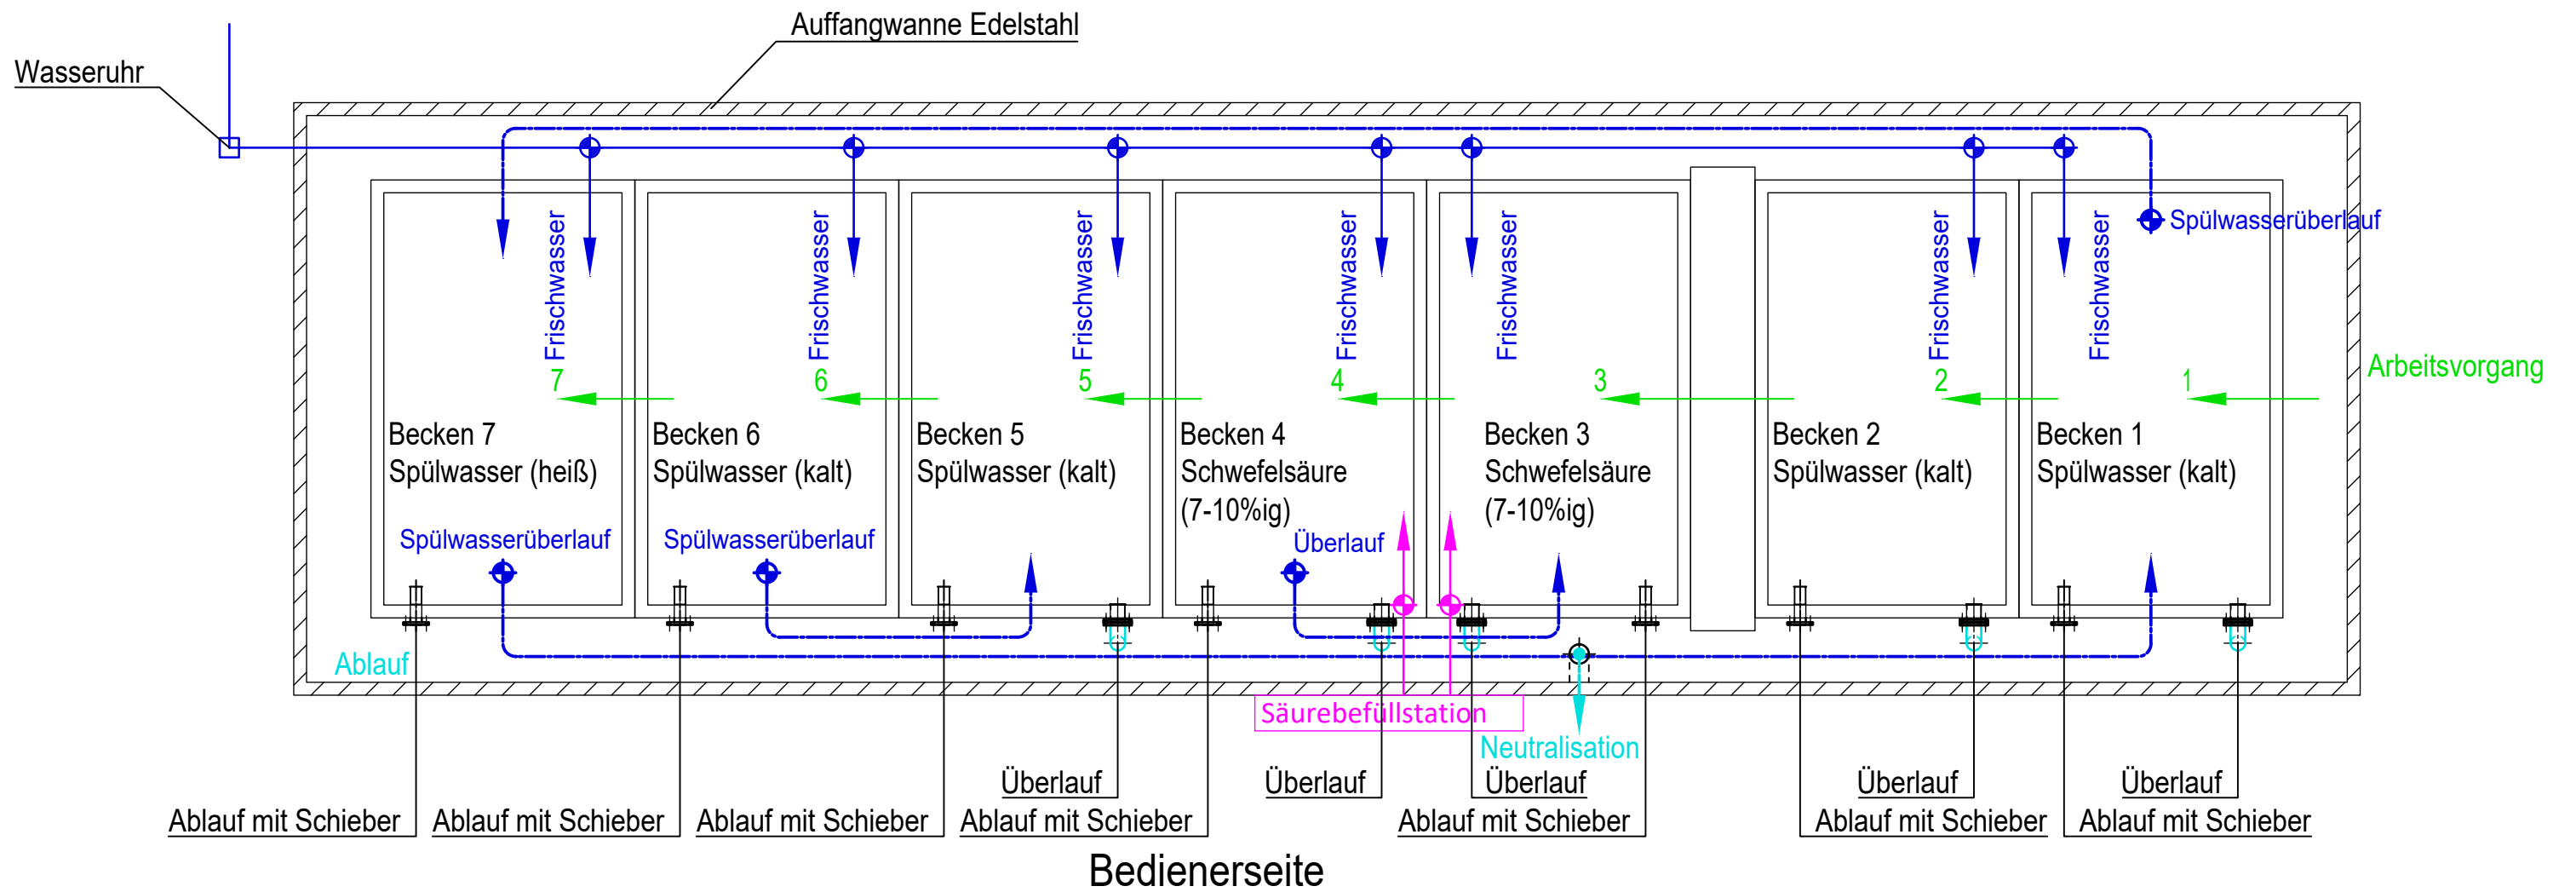 Auffangwanne Edelstahl
Wasseruhr
Spülwasserüberlauf
Frischwasser
Frischwasser
Frischwasser
Frischwasser
Frischwasser
Frischwasser
Frischwasser
Arbeitsvorgang
7
6
5
4
3
2
1
Becken 7
Spülwasser (heiß)
Becken 6
Spülwasser (kalt)
Becken 5
Spülwasser (kalt)
Becken 4
Schwefelsäure
(7-10%ig)
Becken 3
Schwefelsäure
(7-10%ig)
Becken 2
Spülwasser (kalt)
Becken 1
Spülwasser (kalt)
Spülwasserüberlauf
Spülwasserüberlauf
Überlauf
Ablauf
Säurebefüllstation
Neutralisation
Überlauf
Überlauf
Überlauf
Überlauf
Überlauf
Ablauf mit Schieber
Ablauf mit Schieber
Ablauf mit Schieber
Ablauf mit Schieber
Ablauf mit Schieber
Ablauf mit Schieber
Ablauf mit Schieber
Bedienerseite